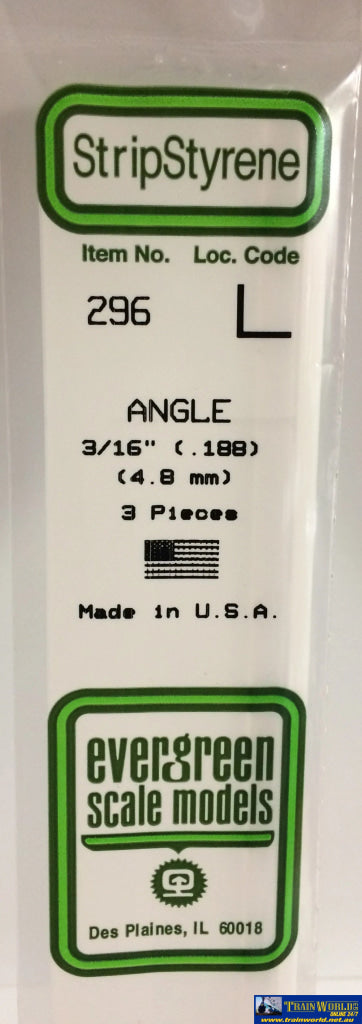 StripStyrene
Item No. Loc. Code
296 L
ANGLE
3/16" (.188)
(4.8 mm)
3 Pieces
Made in U.S.A.
evergreen
scale models
Des Plaines, IL 60018
TRAINWORLD
ONLINE 24/7
www.trainworld.net.au